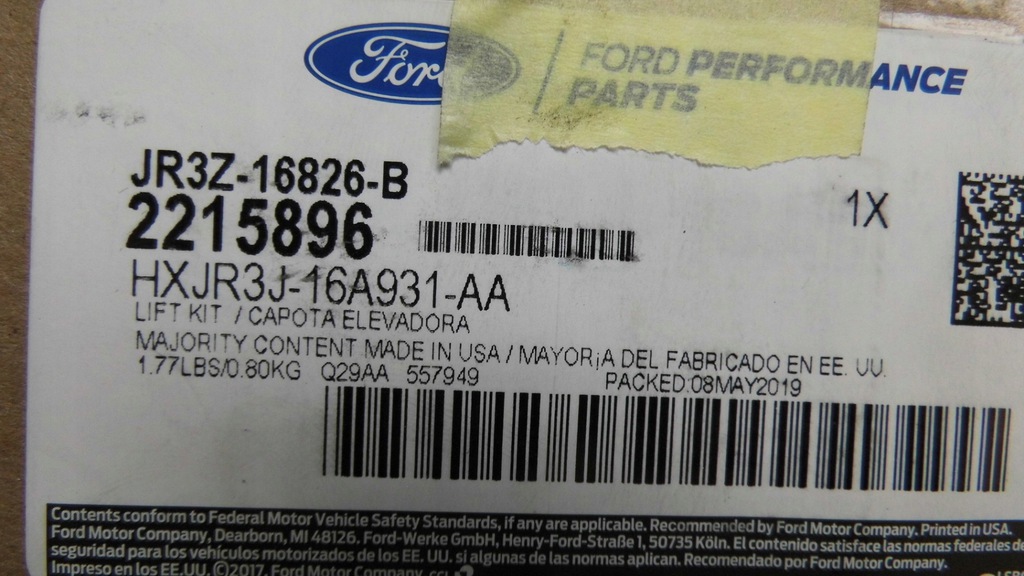 Ford
FORD PERFORMANCE
PARTS
JR3Z-16826-B
1X
2215896
HXJR3J-16A931-AA
LIFT KIT / CAPOTA ELEVADORA
MAJORITY CONTENT MADE IN USA / MAYOR¡A DEL FABRICADO EN EE. UU.
1.77LBS/0.80KG Q29AA 557949 PACKED:08MAY2019
Contents conform to Federal Motor Vehicle Safety Standards, if any are applicable. Recommended by Ford Motor Company. Printed in USA.
Ford Motor Company, Dearborn, MI 48126. Ford-Werke GmbH, Henry-Ford-Straße 1, 50735 Köln. El contenido satisface las normas federales de
seguridad para los vehículos motorizados de los EE. UU. si algunas de las normas aplican. Recomendado por Ford Motor Company.
Impreso en los EE.UU. ©2017, Ford Motor Company.